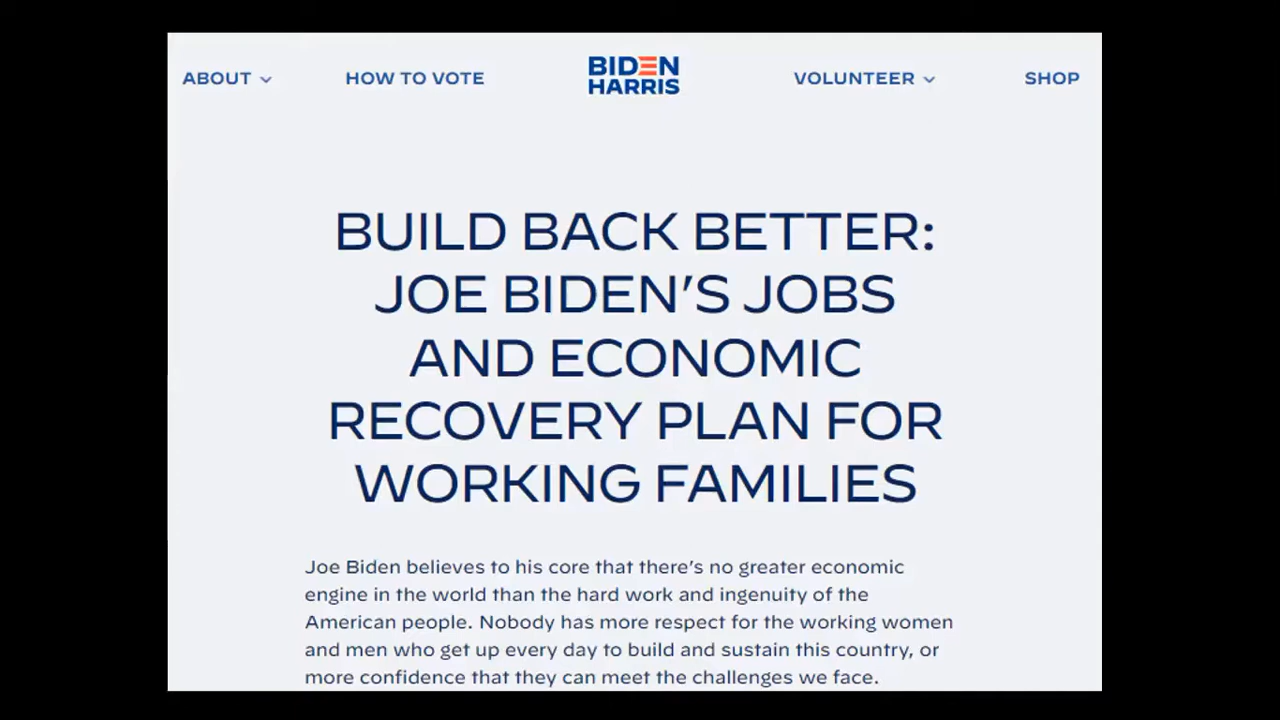 ABOUT HOW TO VOTE BIDEN HARRIS VOLUNTEER SHOP
BUILD BACK BETTER:
JOE BIDEN’S JOBS
AND ECONOMIC
RECOVERY PLAN FOR
WORKING FAMILIES
Joe Biden believes to his core that there’s no greater economic
engine in the world than the hard work and ingenuity of the
American people. Nobody has more respect for the working women
and men who get up every day to build and sustain this country, or
more confidence that they can meet the challenges we face.